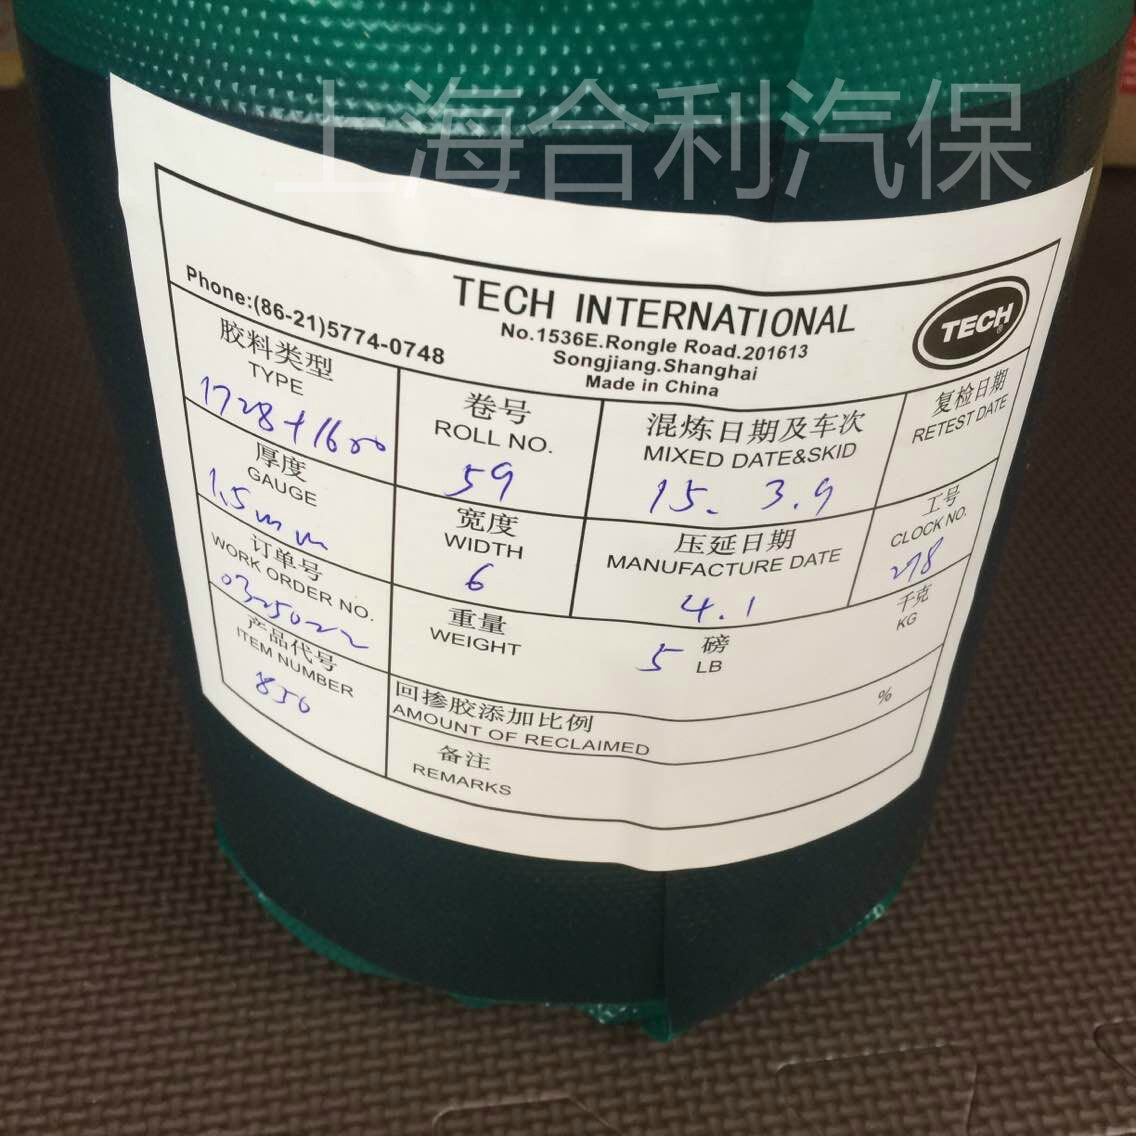 上海合利汽保
TECH INTERNATIONAL
Phone:(86-21)5774-0748
No.1536E.Rongle Road.201613
Songjiang.Shanghai
Made in China
TECH
®
胶料类型
TYPE
1728+1600
卷号
ROLL NO.
59
混炼日期及车次
MIXED DATE&SKID
15. 3.9
复检日期
RETEST DATE
厚度
GAUGE
1.5mm
宽度
WIDTH
6
压延日期
MANUFACTURE DATE
4.1
工号
CLOCK NO.
278
订单号
WORK ORDER NO.
0325022
重量
WEIGHT
5 磅
LB
千克
KG
产品代号
ITEM NUMBER
856
回掺胶添加比例
AMOUNT OF RECLAIMED
%
备注
REMARKS